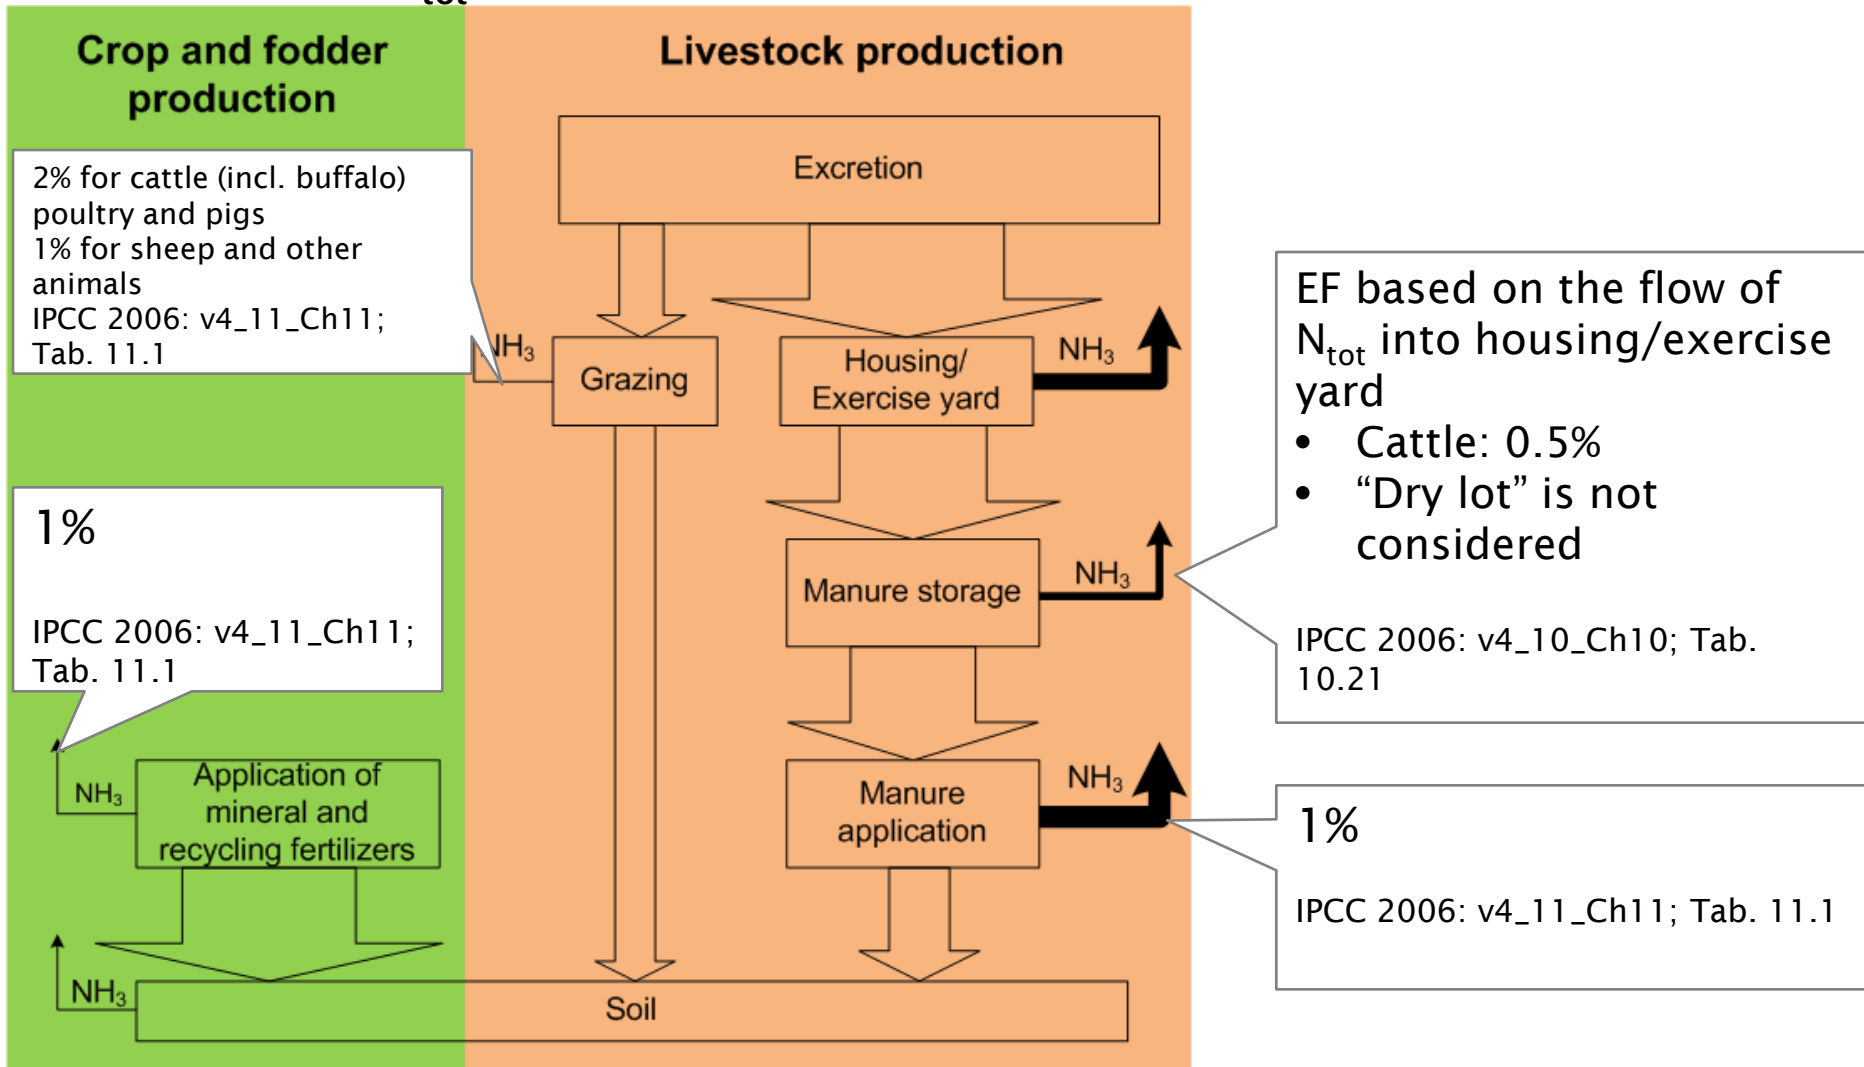 tot
Crop and fodder
production
Livestock production
Excretion
2% for cattle (incl. buffalo)
poultry and pigs
1% for sheep and other
animals
IPCC 2006: v4_11_Ch11;
Tab. 11.1
NH3
Grazing
Housing/
Exercise yard
NH3
EF based on the flow of
Ntot into housing/exercise
yard
• Cattle: 0.5%
• “Dry lot” is not
considered
IPCC 2006: v4_10_Ch10; Tab.
10.21
1%
IPCC 2006: v4_11_Ch11;
Tab. 11.1
Manure storage
NH3
NH3
Application of
mineral and
recycling fertilizers
Manure
application
NH3
1%
IPCC 2006: v4_11_Ch11; Tab. 11.1
NH3
Soil